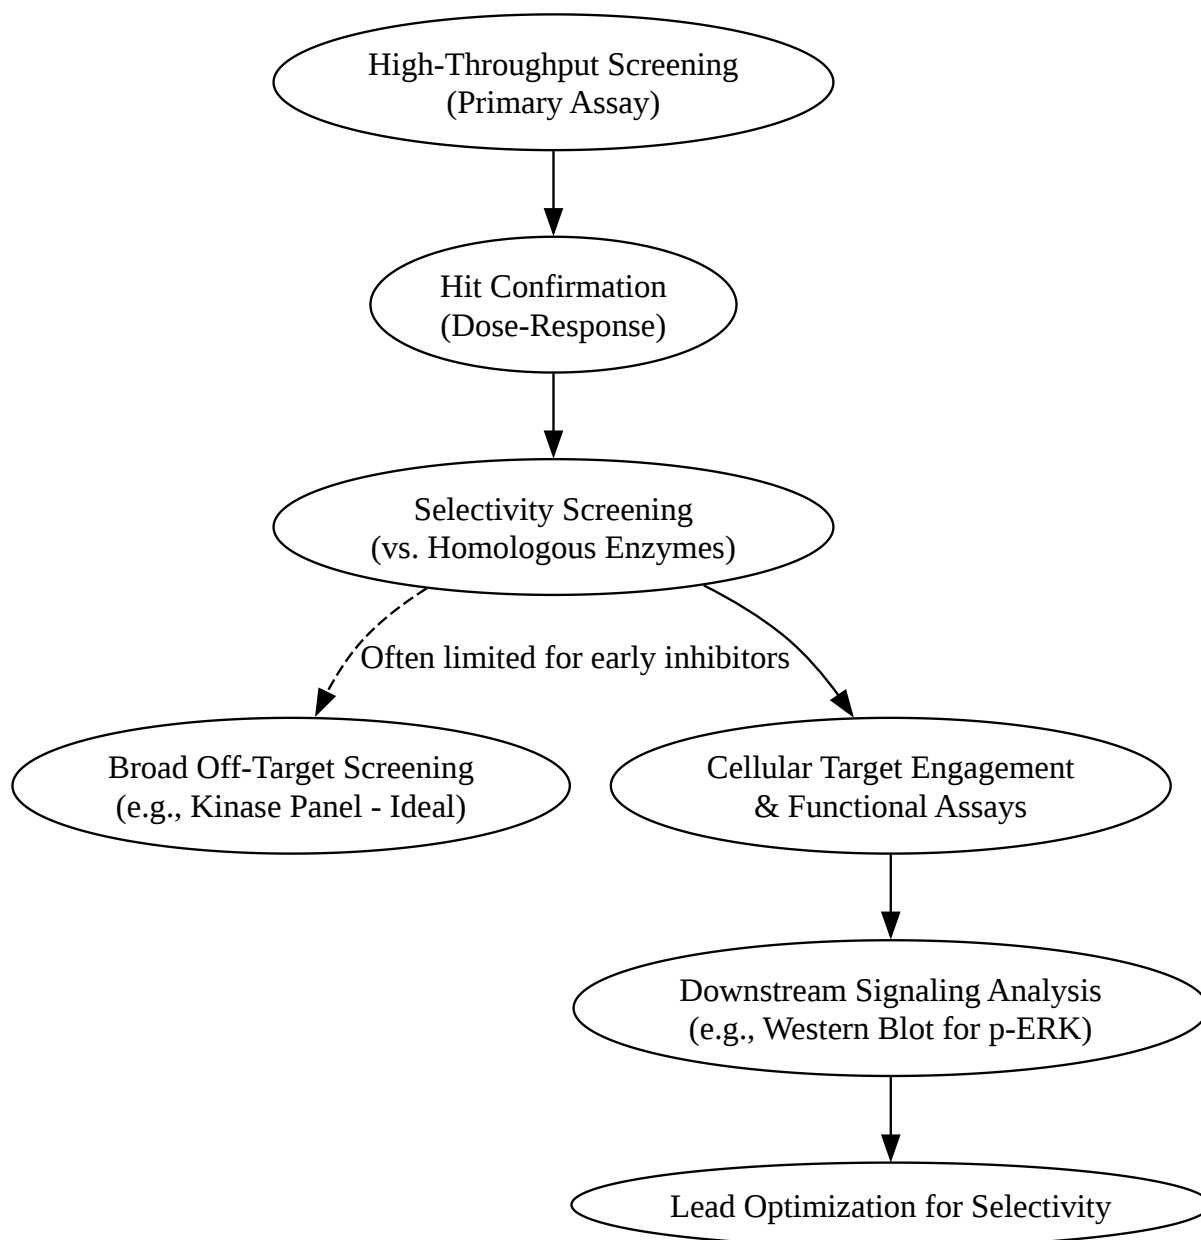 High-Throughput Screening
(Primary Assay)
Hit Confirmation
(Dose-Response)
Selectivity Screening
(vs. Homologous Enzymes)
Often limited for early inhibitors
Broad Off-Target Screening
(e.g., Kinase Panel - Ideal)
Cellular Target Engagement
& Functional Assays
Downstream Signaling Analysis
(e.g., Western Blot for p-ERK)
Lead Optimization for Selectivity